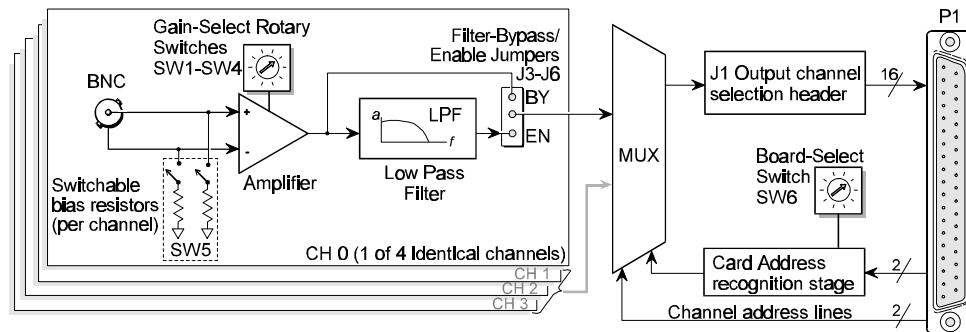 Gain-Select Rotary
Switches
SW1-SW4
Filter-Bypass/
Enable Jumpers
J3-J6
BNC
+
-
Amplifier
a
LPF
f
Low Pass
Filter
BY
EN
Switchable
bias resistors
(per channel)
SW5
CH 0 (1 of 4 identical channels)
CH 1
CH 2
CH 3
MUX
J1 Output channel
selection header
16
P1
Board-Select
Switch
SW6
Card Address
recognition stage
2
Channel address lines
2